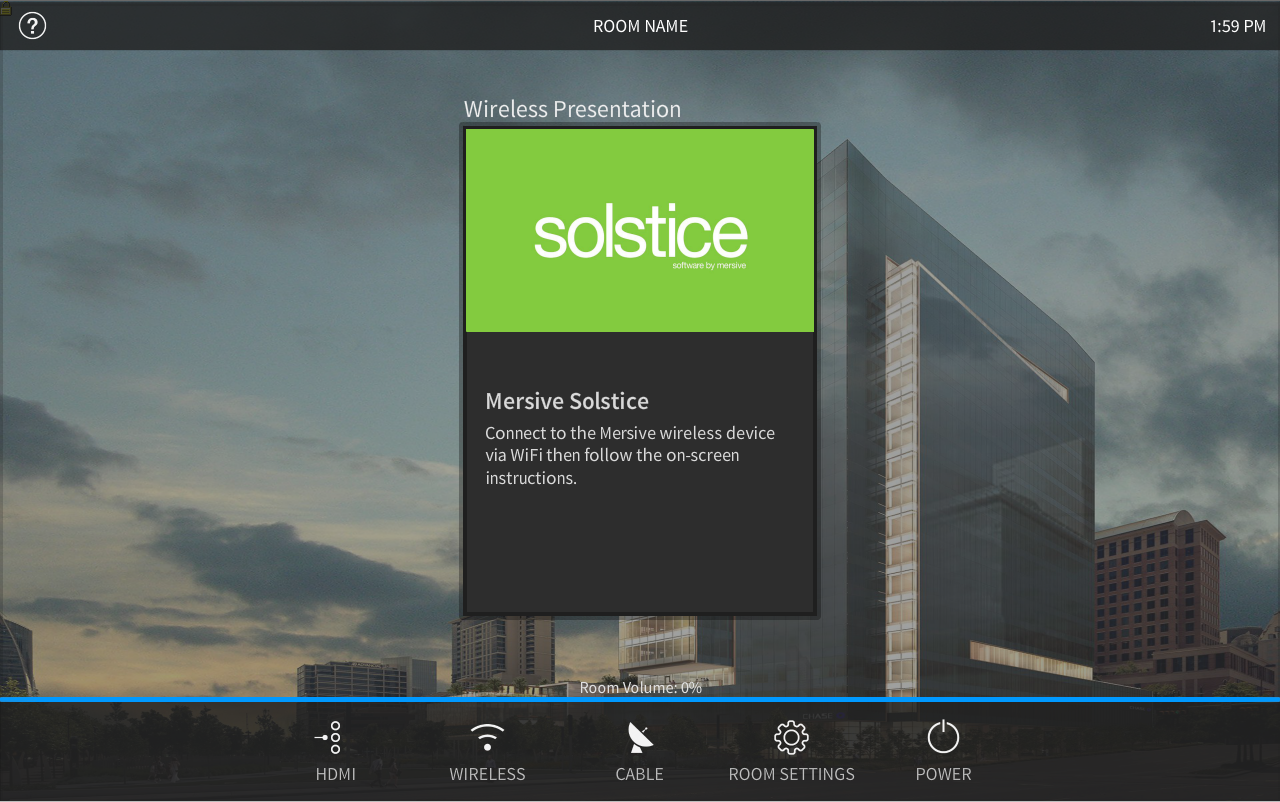 ?
ROOM NAME
1:59 PM
Wireless Presentation
solstice
software by mersive
Mersive Solstice
Connect to the Mersive wireless device
via WiFi then follow the on-screen
instructions.
Room Volume: 0%
CHASE
HDMI
WIRELESS
CABLE
ROOM SETTINGS
POWER